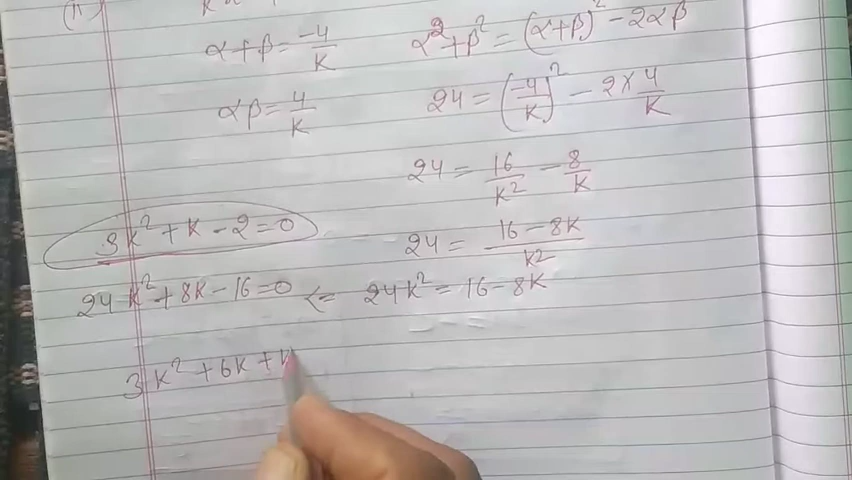 (ii)
α+β = -4/K
α²+β² = (α+β)² - 2αβ
αβ = 4/K
24 = (-4/K)² - 2×4/K
24 = 16/K² - 8/K
3K²+K-2=0
24 = 16-8K/K²
24K²+8K-16=0 <= 24K² = 16-8K
3K²+6K+K